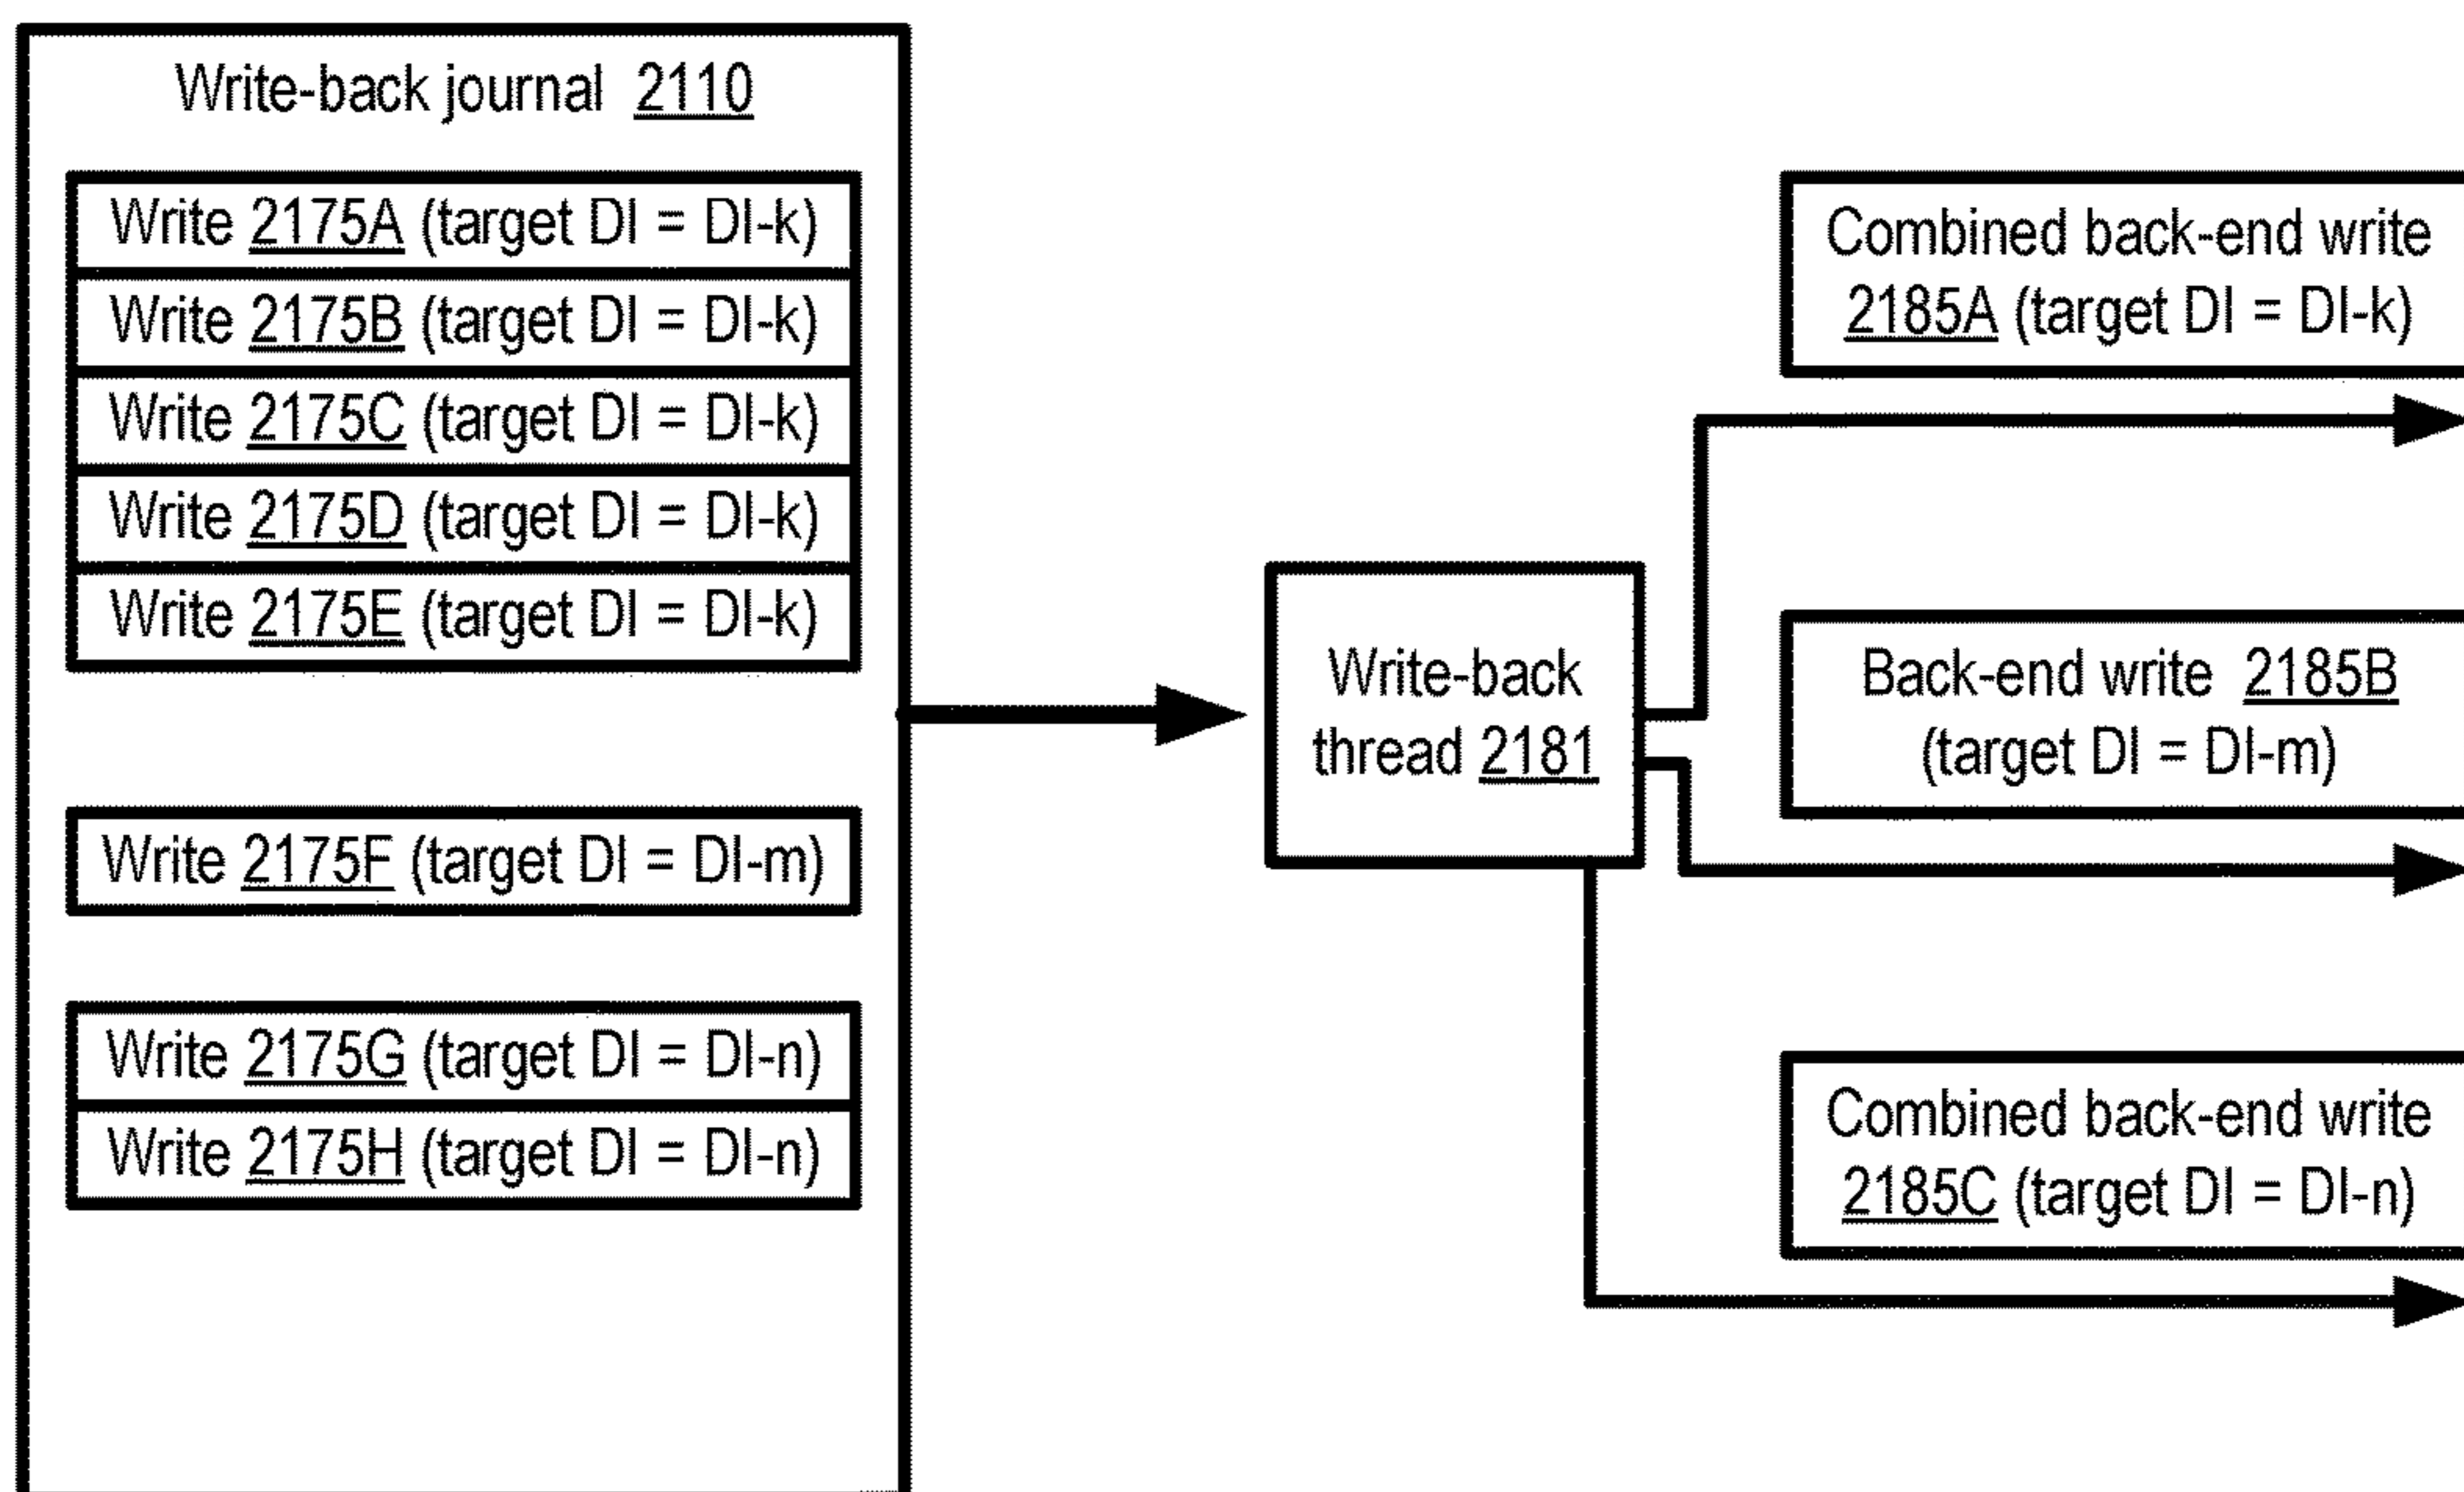 Write-back journal 2110
Write 2175A (target DI = DI-k)
Write 2175B (target DI = DI-k)
Write 2175C (target DI = DI-k)
Write 2175D (target DI = DI-k)
Write 2175E (target DI = DI-k)
Write 2175F (target DI = DI-m)
Write 2175G (target DI = DI-n)
Write 2175H (target DI = DI-n)
Write-back
thread 2181
Combined back-end write
2185A (target DI = DI-k)
Back-end write 2185B
(target DI = DI-m)
Combined back-end write
2185C (target DI = DI-n)